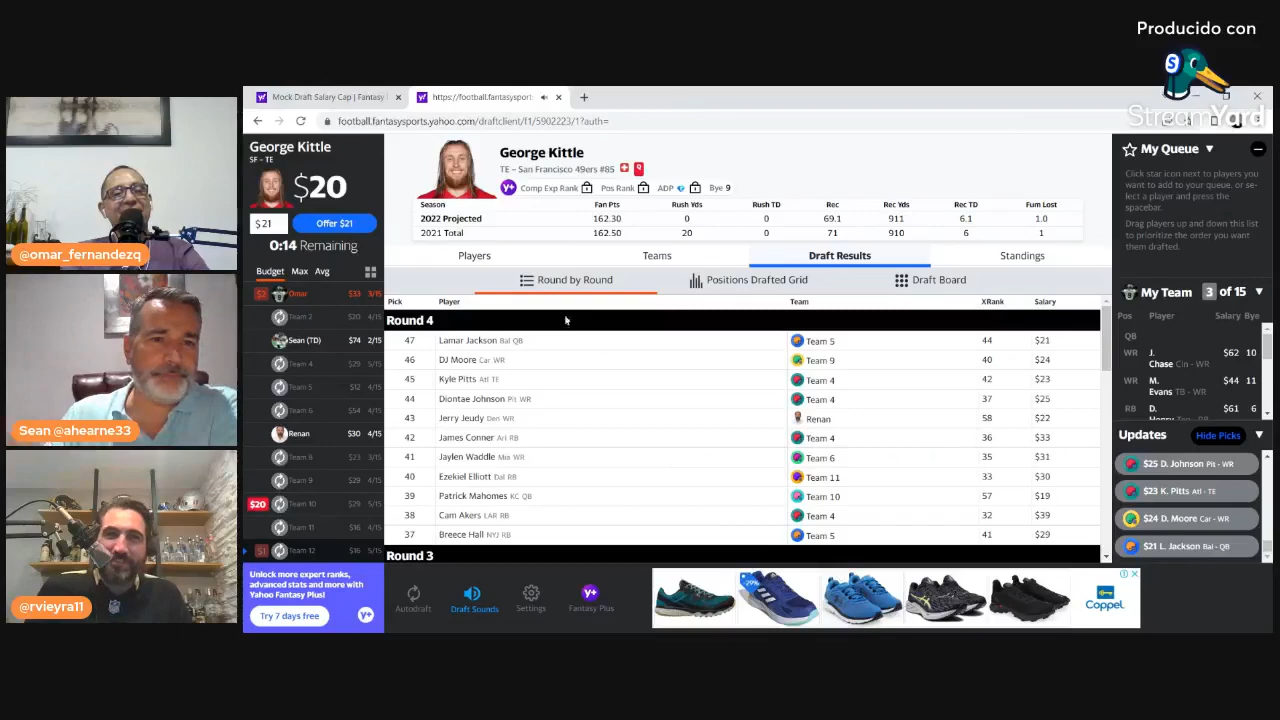 Producido con
S
StreamYard
Mock Draft Salary Cap | Fantasy
https://football.fantasysports.
football.fantasysports.yahoo.com/draftclient/f1/5902223/1?auth=
@omar_fernandezq
Sean @ahearne33
@rvieyra11
George Kittle
SF - TE
$20
$21
Offer $21
0:14 Remaining
Budget Max Avg
$2 Omar $33 3/15
Team 2 $20 4/15
Sean (TD) $74 2/15
Team 4 $29 5/15
Team 5 $12 4/15
Team 6 $54 4/15
Renan $30 4/15
Team 8 $23 3/15
Team 9 $29 4/15
$20 Team 10 $29 5/15
Team 11 $16 4/15
$1 Team 12 $16 5/15
Unlock more expert ranks, advanced stats and more with Yahoo Fantasy Plus!
Try 7 days free
Y+
George Kittle
TE - San Francisco 49ers #85 Q
Y+ Comp Exp Rank Pos Rank ADP Bye 9
Season Fan Pts Rush Yds Rush TD Rec Rec Yds Rec TD Fum Lost
2022 Projected 162.30 0 0 69.1 911 6.1 1.0
2021 Total 162.50 20 0 71 910 6 1
Players Teams Draft Results Standings
Round by Round Positions Drafted Grid Draft Board
Pick Player Team XRank Salary
Round 4
47 Lamar Jackson Bal QB Team 5 44 $21
46 DJ Moore Car WR Team 9 40 $24
45 Kyle Pitts Atl TE Team 4 42 $23
44 Diontae Johnson Pit WR Team 4 37 $25
43 Jerry Jeudy Den WR Renan 58 $22
42 James Conner Ari RB Team 4 36 $33
41 Jaylen Waddle Mia WR Team 6 35 $31
40 Ezekiel Elliott Dal RB Team 11 33 $30
39 Patrick Mahomes KC QB Team 10 57 $19
38 Cam Akers LAR RB Team 4 32 $39
37 Breece Hall NYJ RB Team 5 41 $29
Round 3
Autodraft
Draft Sounds
Settings
Y+
Fantasy Plus
-29%
Coppel
My Queue
Click star icon next to players you want to add to your queue, or select a player and press the spacebar.
Drag players up and down this list to prioritize the order you want them drafted.
My Team 3 of 15
Pos Player Salary Bye
QB
WR J. Chase Cin - WR $62 10
WR M. Evans TB - WR $44 11
RB D. $61 6
Updates Hide Picks
$25 D. Johnson Pit - WR
$23 K. Pitts Atl - TE
$24 D. Moore Car - WR
$21 L. Jackson Bal - QB